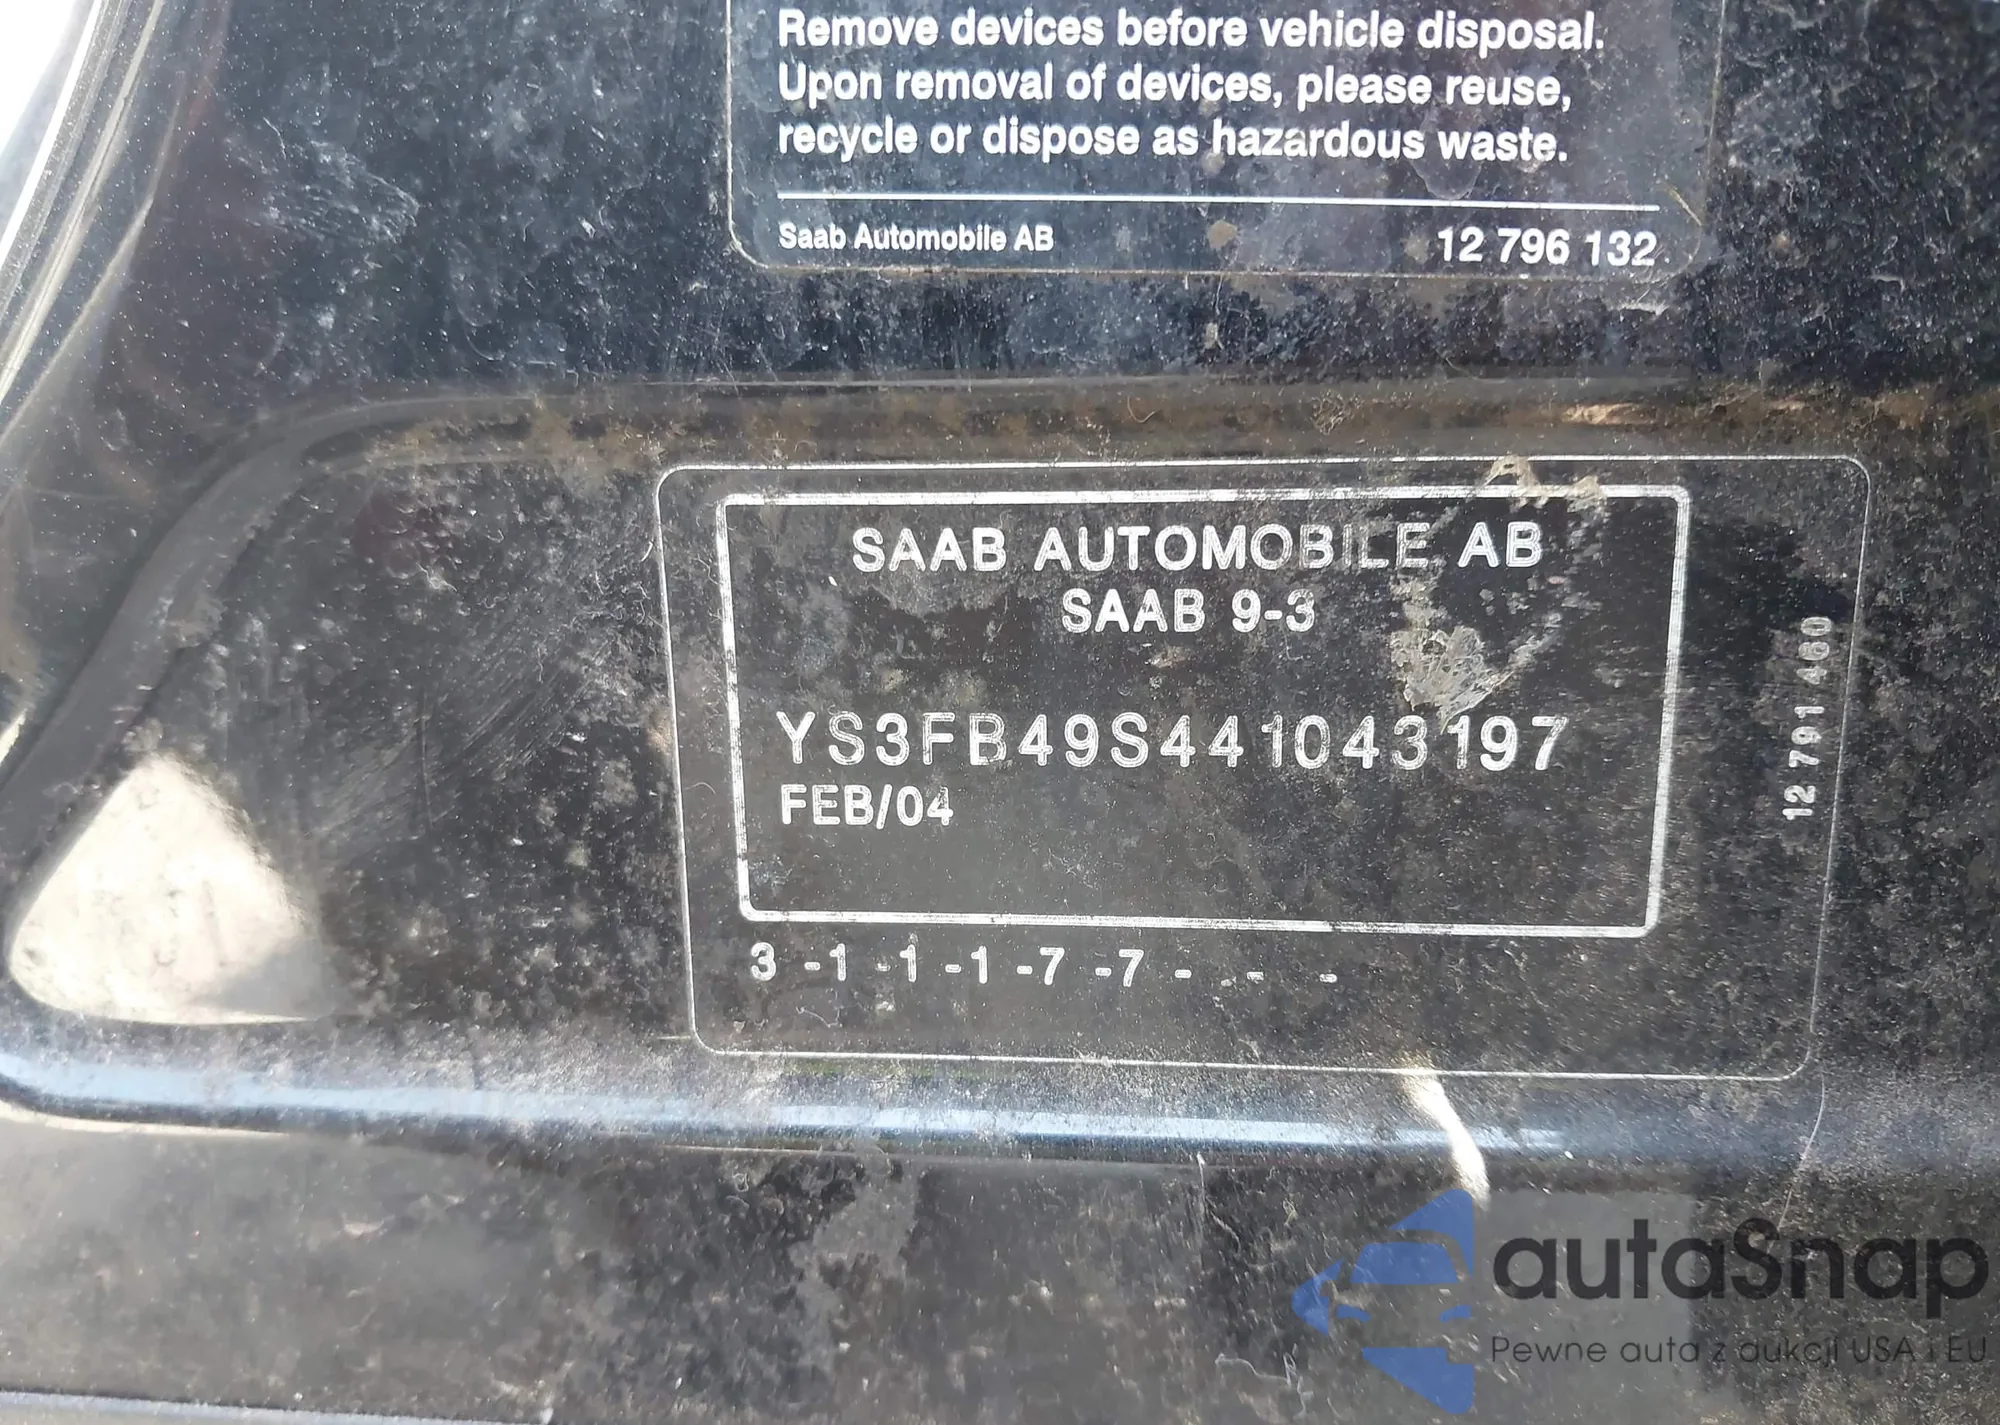 Remove devices before vehicle disposal.
Upon removal of devices, please reuse,
recycle or dispose as hazardous waste.
Saab Automobile AB 12 796 132
SAAB AUTOMOBILE AB
SAAB 9-3
YS3FB49S441043197
FEB/04
3 -1 -1 -1 -7 -7 - - - -
12 791 460
autaSnap
Pewne auta z aukcji USA i EU